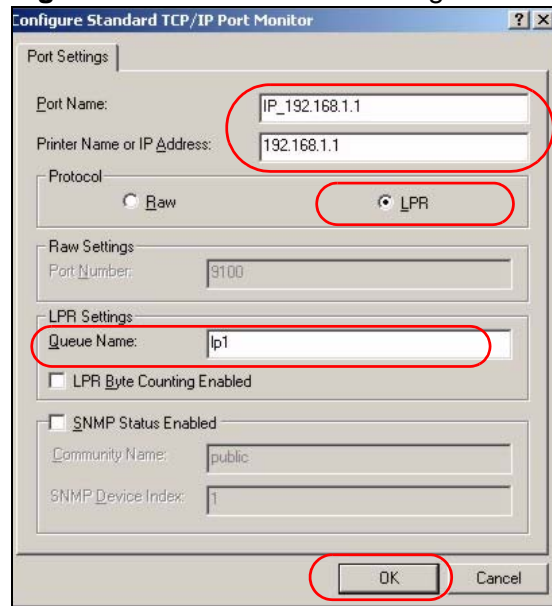 Configure Standard TCP/IP Port Monitor
Port Settings
Port Name: IP_192.168.1.1
Printer Name or IP Address: 192.168.1.1
Protocol
Raw LPR
Raw Settings
Port Number: 9100
LPR Settings
Queue Name: lp1
LPR Byte Counting Enabled
SNMP Status Enabled
Community Name: public
SNMP Device Index: 1
OK Cancel